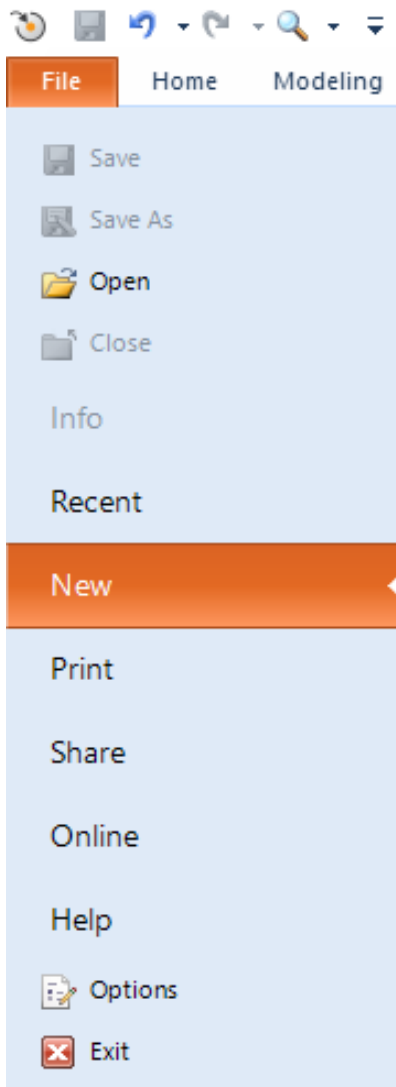 File Home Modeling
Save
Save As
Open
Close
Info
Recent
New
Print
Share
Online
Help
Options
Exit